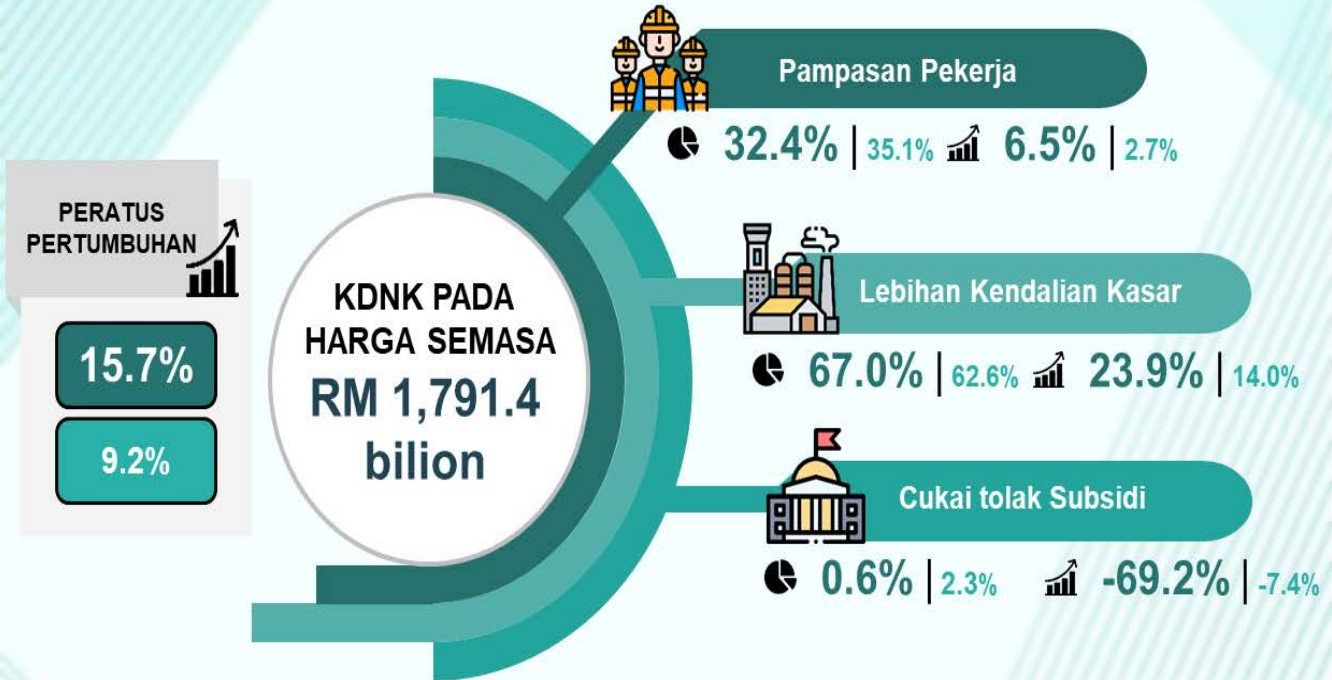 Pampasan Pekerja
32.4% | 35.1% 6.5% | 2.7%
PERATUS
PERTUMBUHAN
15.7%
9.2%
KDNK PADA
HARGA SEMASA
RM 1,791.4
bilion
Lebihan Kendalian Kasar
67.0% | 62.6% 23.9% | 14.0%
Cukai tolak Subsidi
0.6% | 2.3% -69.2% | -7.4%